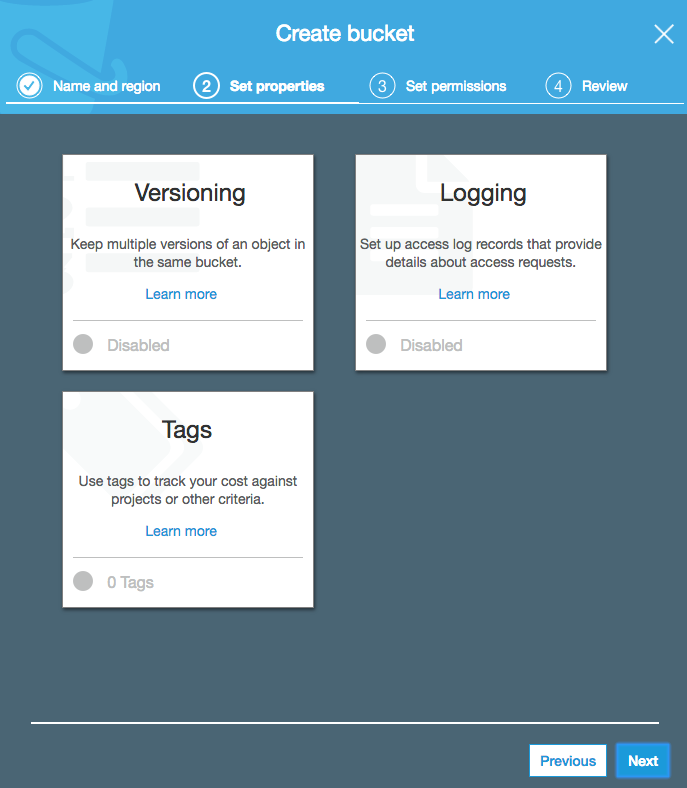 Create bucket
Name and region
2 Set properties
3 Set permissions
4 Review
Versioning
Keep multiple versions of an object in
the same bucket.
Learn more
Disabled
Logging
Set up access log records that provide
details about access requests.
Learn more
Disabled
Tags
Use tags to track your cost against
projects or other criteria.
Learn more
0 Tags
Previous
Next